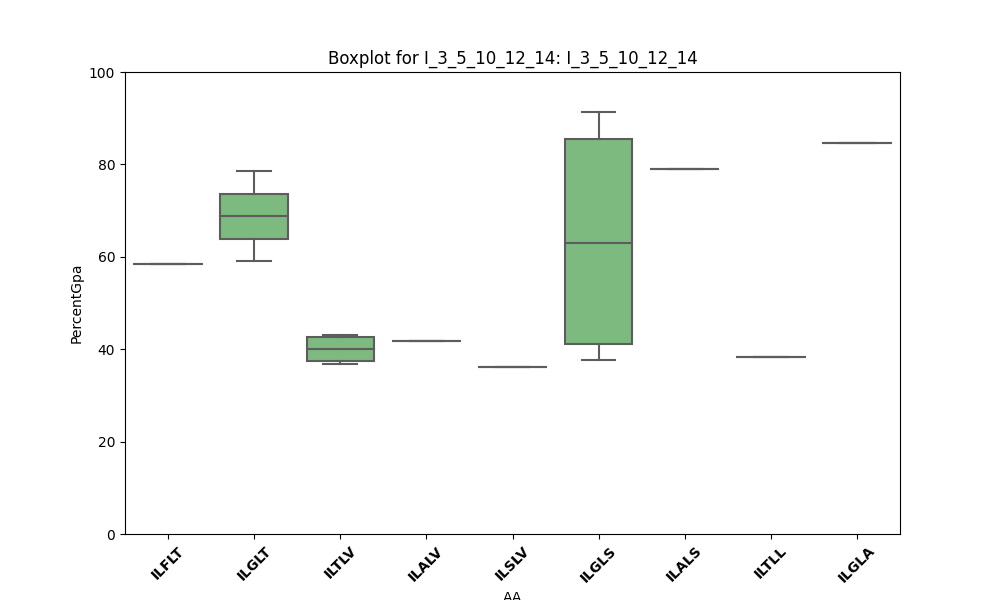 Boxplot for I_3_5_10_12_14: I_3_5_10_12_14
100
80
60
40
20
0
PercentGpa
ILFLT
ILGLT
ILTLV
ILALV
ILSLV
ILGLS
ILALS
ILTLL
ILGLA
AA